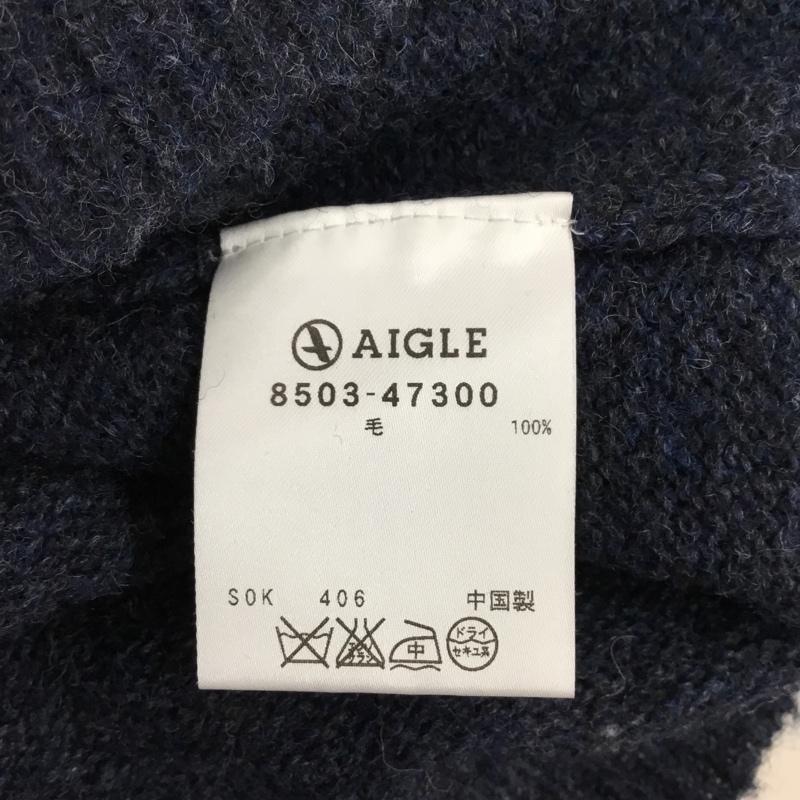 AIGLE
8503-47300
毛 100%
SOK 406 中国製
中 ドライ
セキユ系